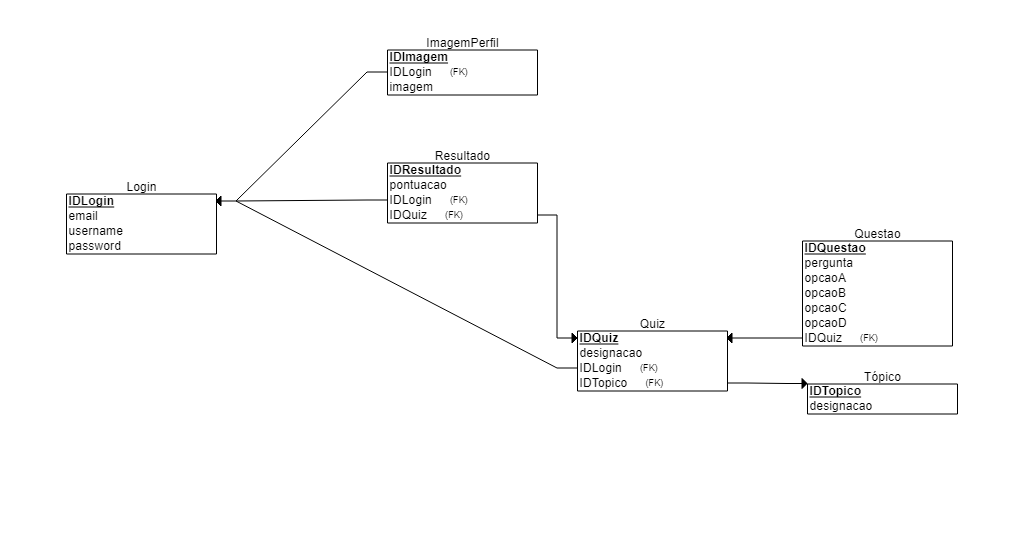 ImagemPerfil
IDImagem
IDLogin (FK)
imagem
Resultado
IDResultado
pontuacao
IDLogin (FK)
IDQuiz (FK)
Login
IDLogin
email
username
password
Questao
IDQuestao
pergunta
opcaoA
opcaoB
opcaoC
opcaoD
IDQuiz (FK)
Quiz
IDQuiz
designacao
IDLogin (FK)
IDTopico (FK)
Tópico
IDTopico
designacao